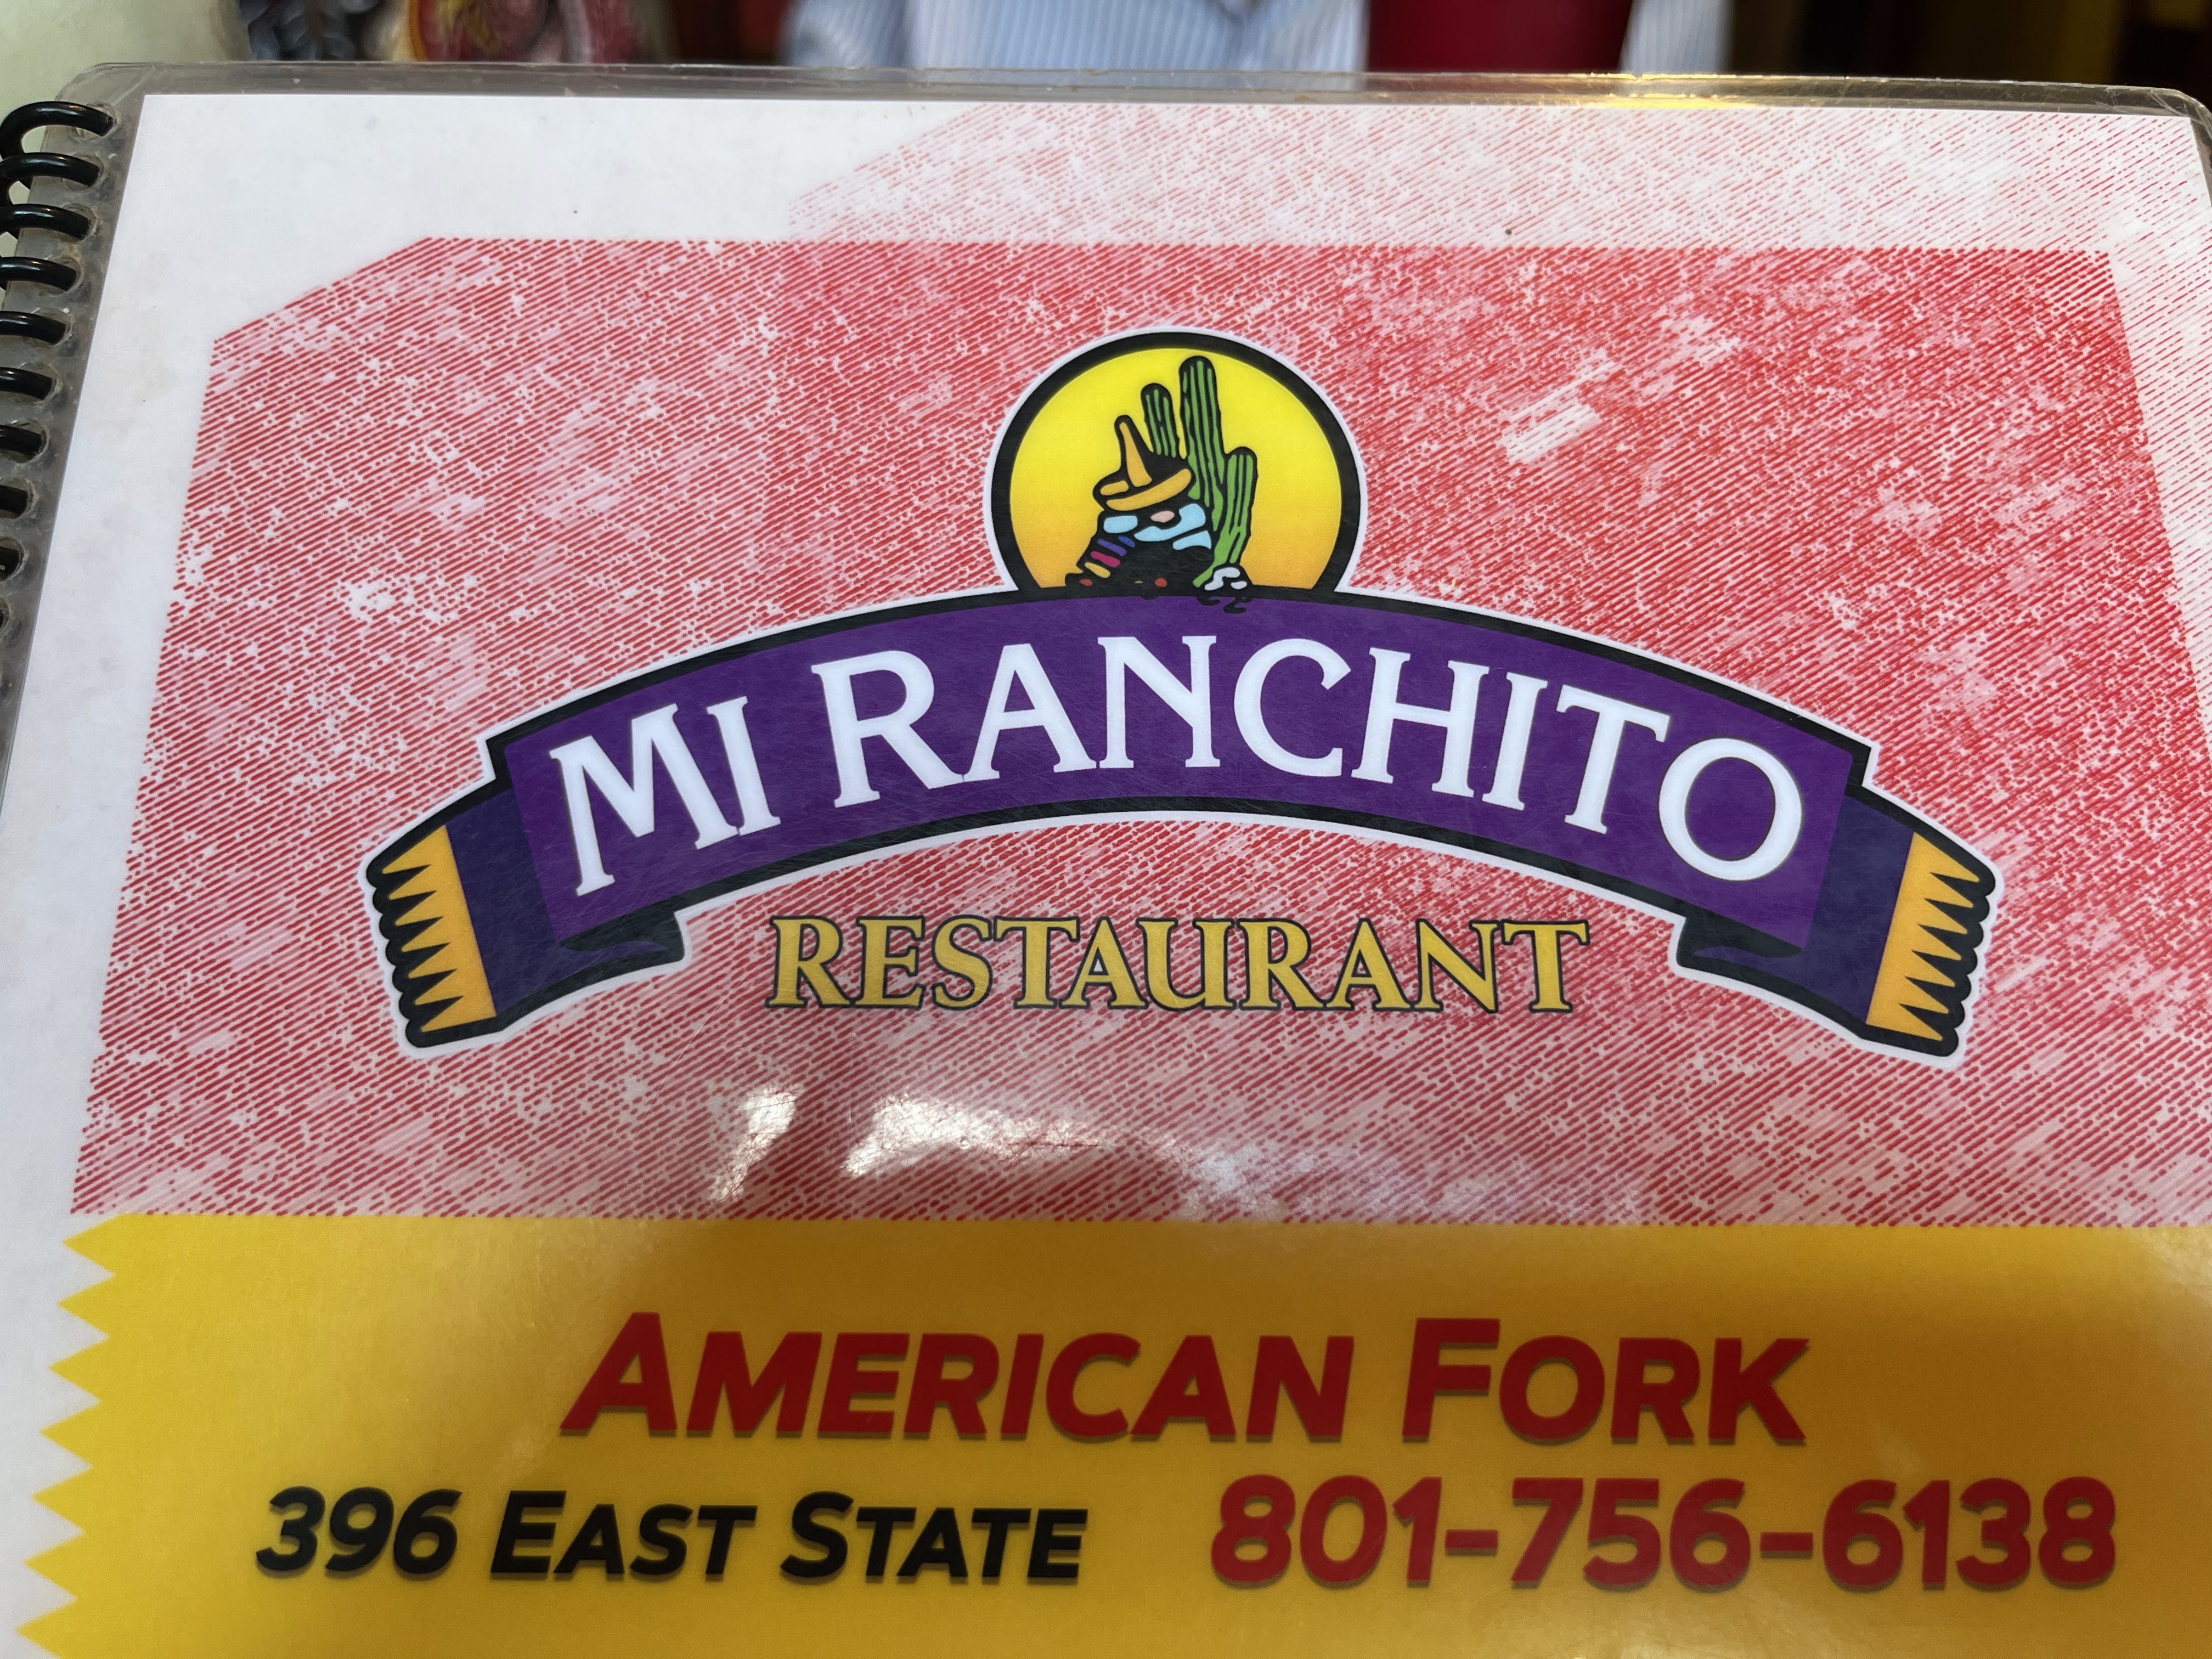 MI RANCHITO
RESTAURANT
AMERICAN FORK
396 EAST STATE 801-756-6138